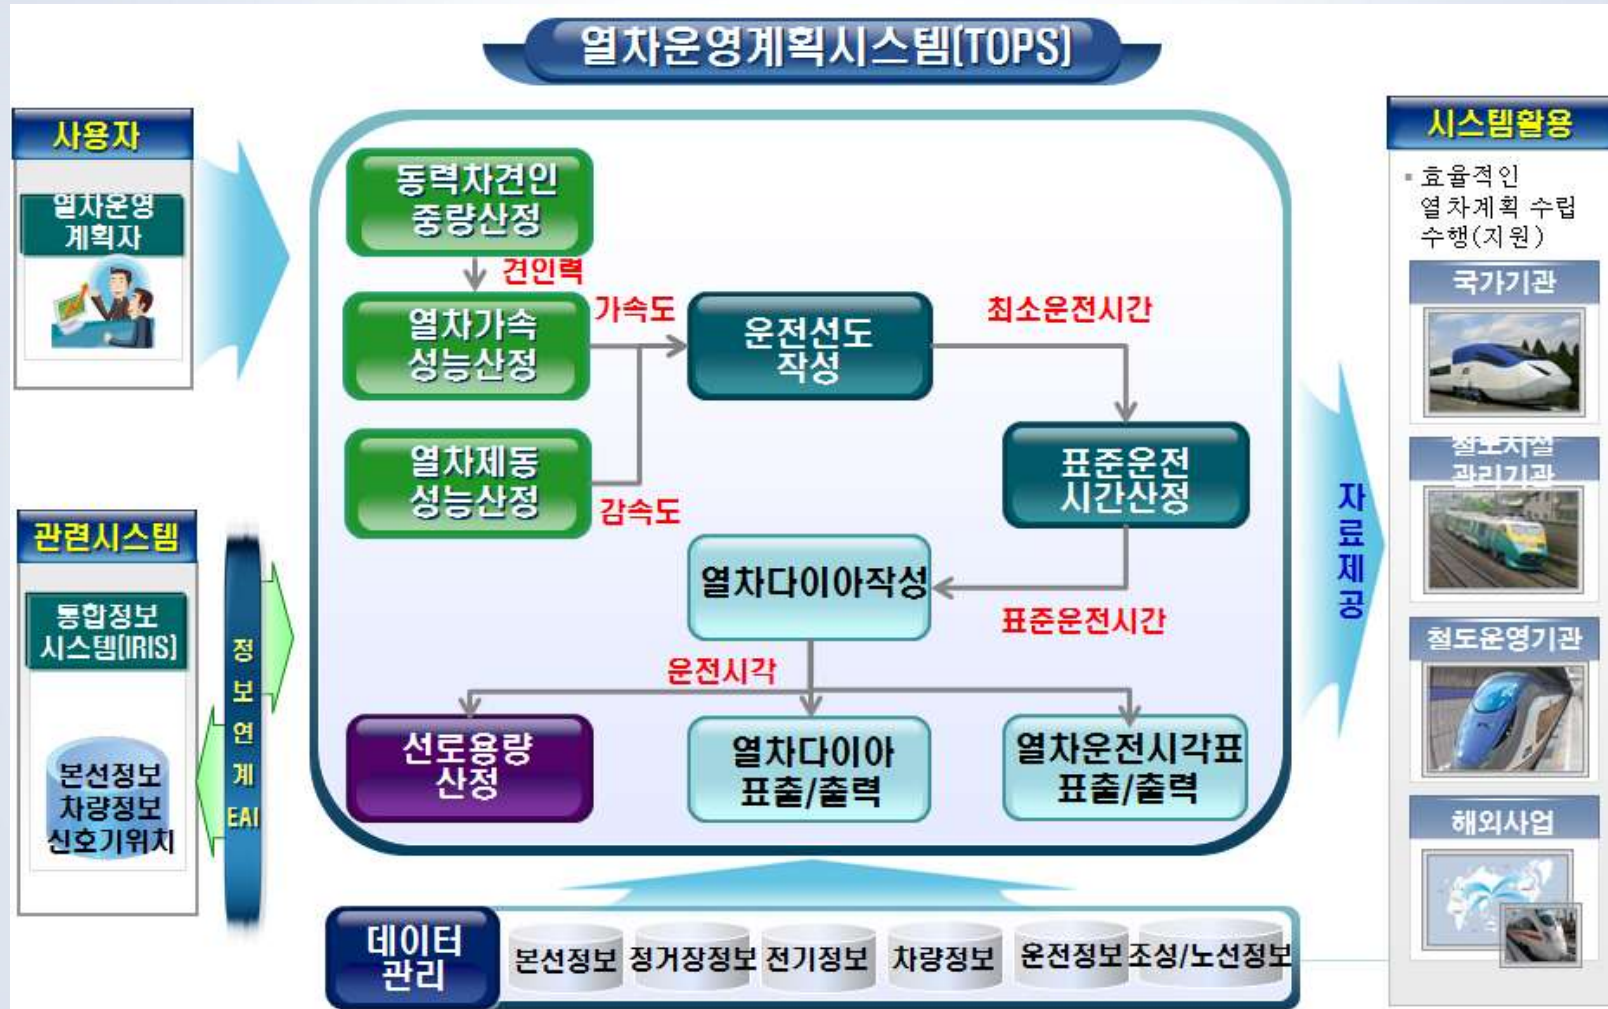 열차운영계획시스템(TOPS)
사용자
열차운영
계획자
관련시스템
통합정보
시스템(IRIS)
본선정보
차량정보
신호기위치
정
보
연
계
EAI
동력차견인
중량산정
견인력
열차가속
성능산정
가속도
열차제동
성능산정
감속도
운전선도
작성
최소운전시간
표준운전
시간산정
표준운전시간
열차다이아작성
운전시각
선로용량
산정
열차다이아
표출/출력
열차운전시각표
표출/출력
데이터
관리
본선정보
정거장정보
전기정보
차량정보
운전정보
조성/노선정보
자
료
제
공
시스템활용
▪ 효율적인
열차계획 수립
수행(지원)
국가기관
철도시설
관리기관
철도운영기관
해외사업